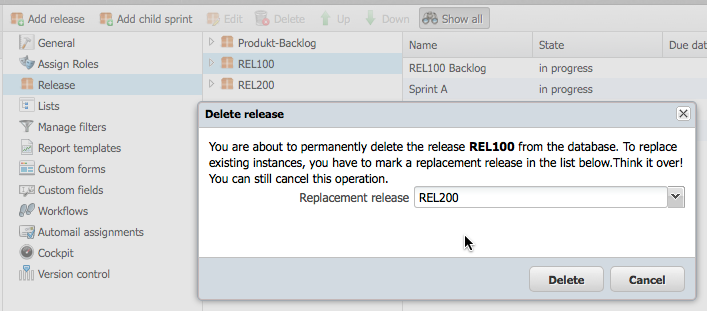 Add release Add child sprint Edit Delete Up Down Show all
General
Assign Roles
Release
Lists
Manage filters
Report templates
Custom forms
Custom fields
Workflows
Automail assignments
Cockpit
Version control
Produkt-Backlog
REL100
REL200
Name State Due dat
REL100 Backlog in progress
Sprint A in progress
Delete release
You are about to permanently delete the release REL100 from the database. To replace
existing instances, you have to mark a replacement release in the list below.Think it over!
You can still cancel this operation.
Replacement release REL200
Delete Cancel